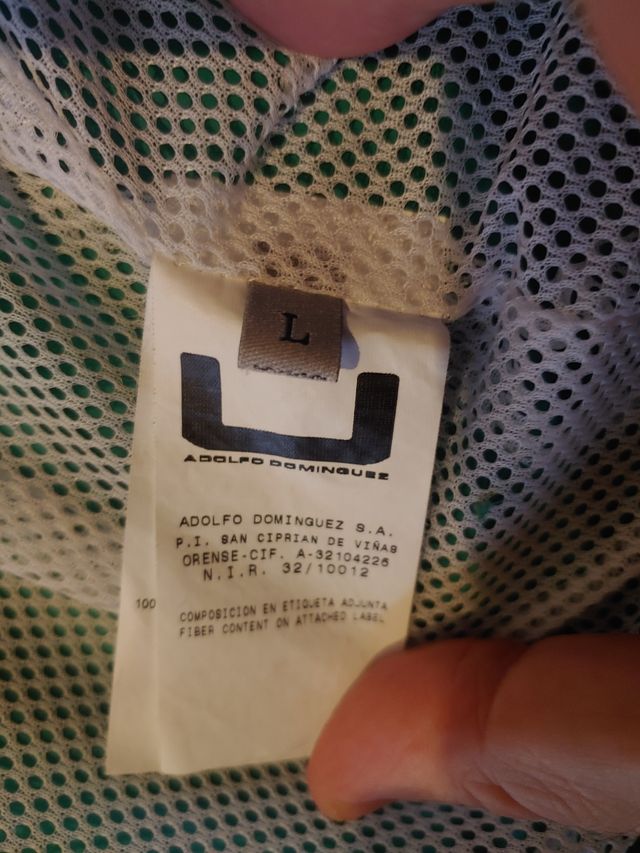 L
ADOLFO DOMINGUEZ
ADOLFO DOMINGUEZ S.A.
P.I. SAN CIPRIAN DE VIÑAS
ORENSE-CIF. A-32104226
N.I.R. 32/10012
100
COMPOSICION EN ETIQUETA ADJUNTA
FIBER CONTENT ON ATTACHED LABEL